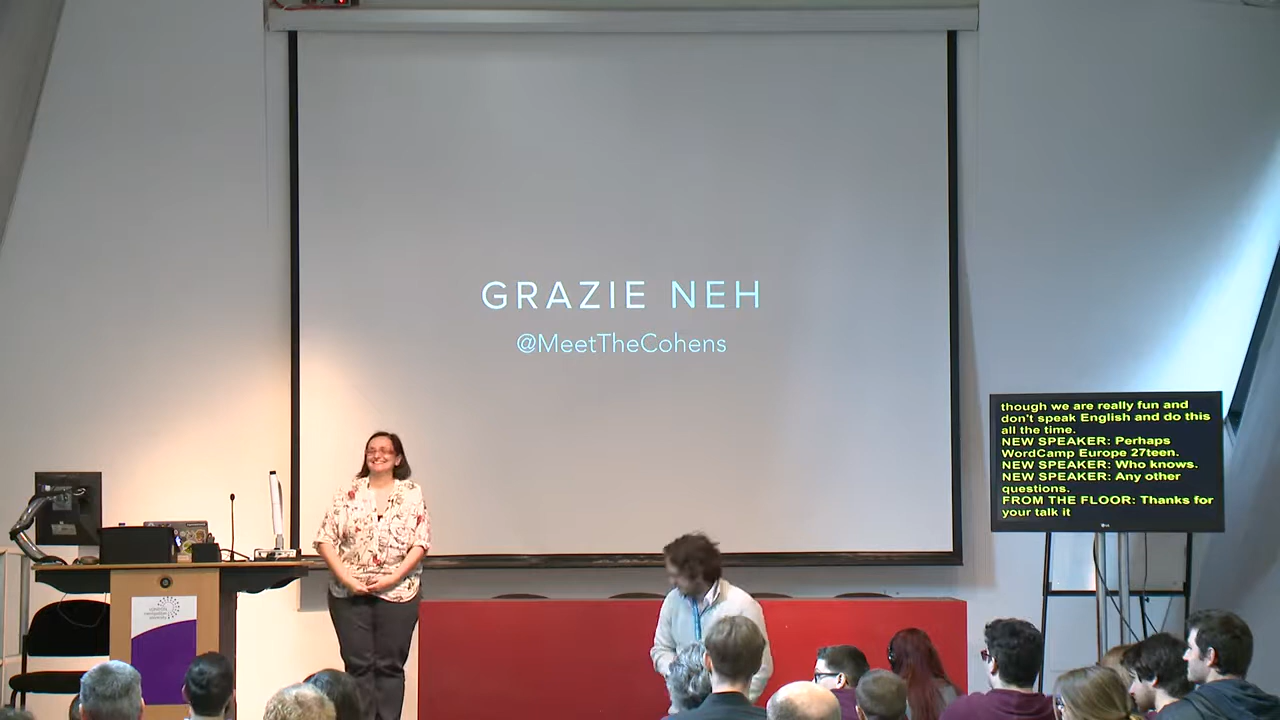 GRAZIE NEH
@MeetTheCohens
though we are really fun and
don't speak English and do this
all the time.
NEW SPEAKER: Perhaps
WordCamp Europe 27teen.
NEW SPEAKER: Who knows.
NEW SPEAKER: Any other
questions.
FROM THE FLOOR: Thanks for
your talk it
LG